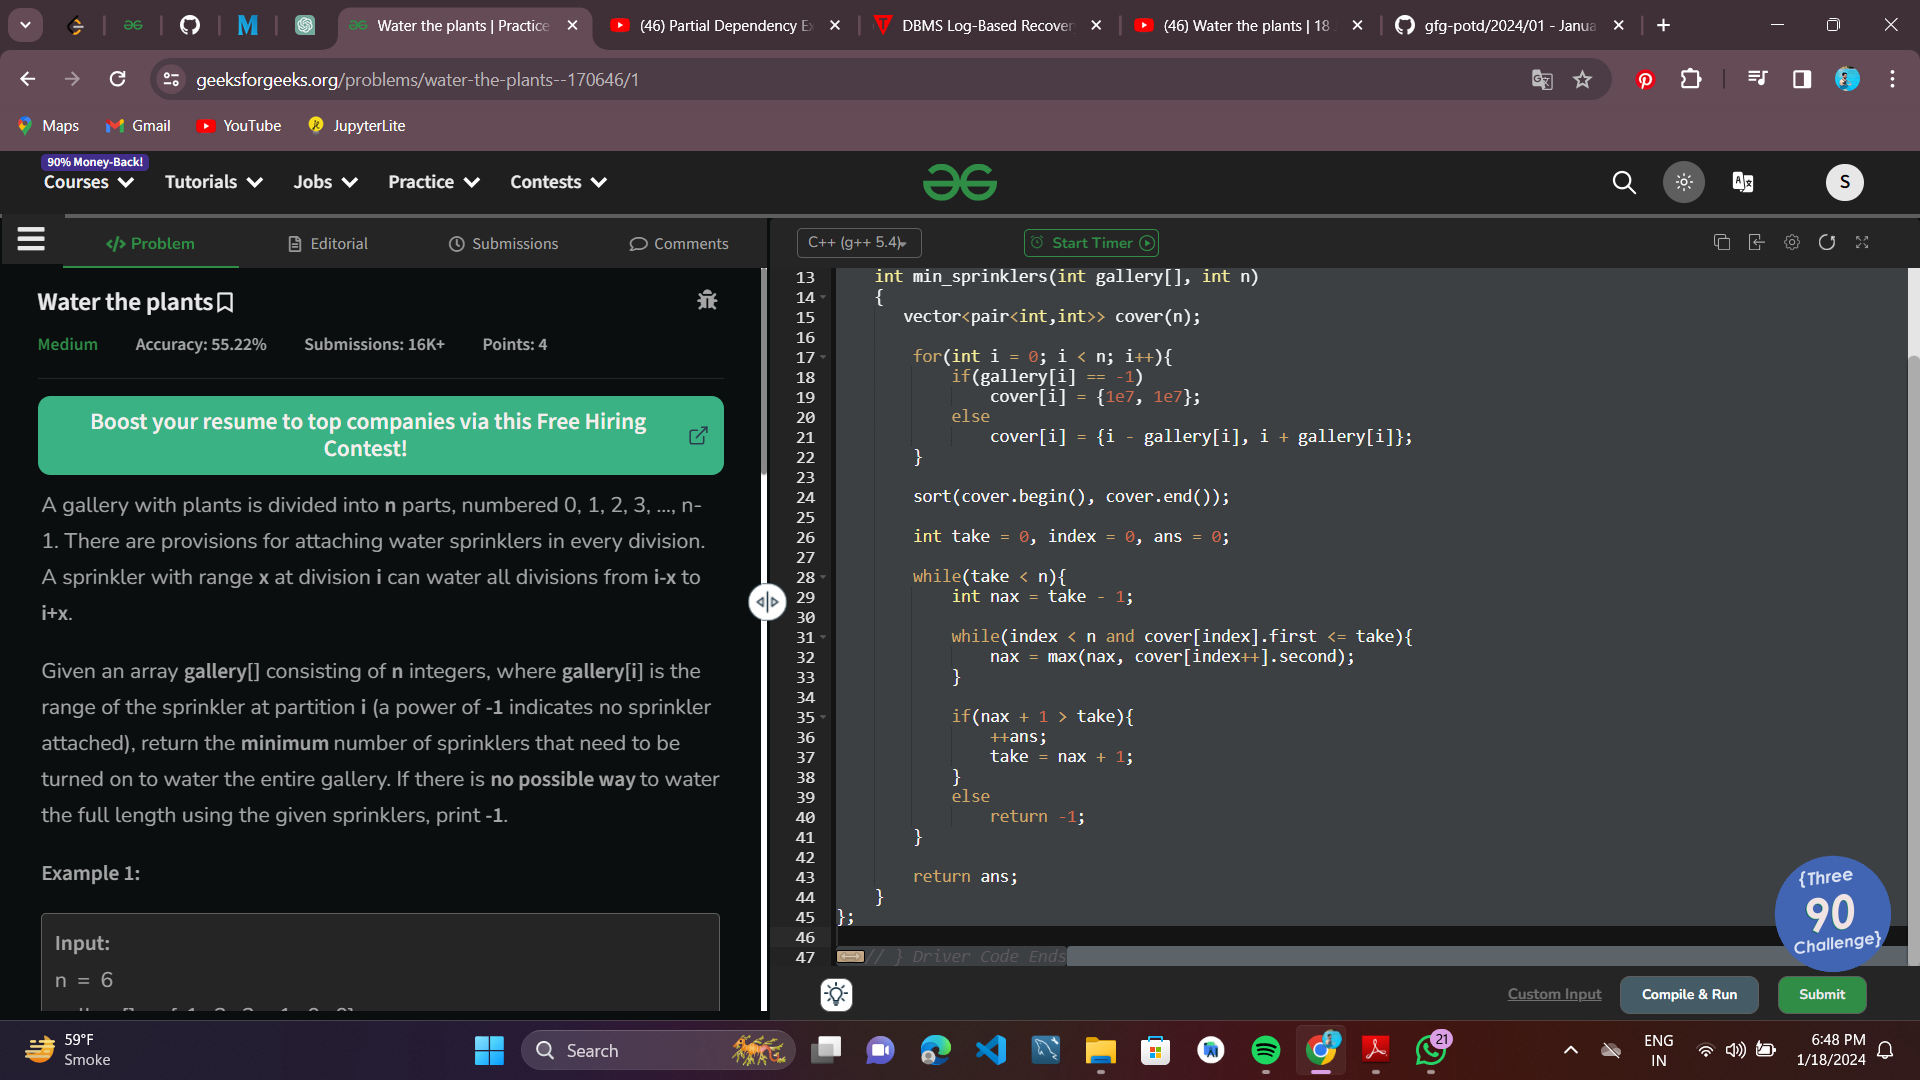 Water the plants | Practice
(46) Partial Dependency Ex
DBMS Log-Based Recover
(46) Water the plants | 18
gfg-potd/2024/01 - Janua
geeksforgeeks.org/problems/water-the-plants--170646/1
Maps
Gmail
YouTube
JupyterLite
90% Money-Back!
Courses
Tutorials
Jobs
Practice
Contests
S
</> Problem
Editorial
Submissions
Comments
C++ (g++ 5.4)
Start Timer
Water the plants
Medium
Accuracy: 55.22%
Submissions: 16K+
Points: 4
Boost your resume to top companies via this Free Hiring
Contest!
A gallery with plants is divided into n parts, numbered 0, 1, 2, 3, ..., n-
1. There are provisions for attaching water sprinklers in every division.
A sprinkler with range x at division i can water all divisions from i-x to
i+x.
Given an array gallery[] consisting of n integers, where gallery[i] is the
range of the sprinkler at partition i (a power of -1 indicates no sprinkler
attached), return the minimum number of sprinklers that need to be
turned on to water the entire gallery. If there is no possible way to water
the full length using the given sprinklers, print -1.
Example 1:
Input:
n = 6
13 int min_sprinklers(int gallery[], int n)
14 {
15 vector<pair<int,int>> cover(n);
16
17 for(int i = 0; i < n; i++){
18 if(gallery[i] == -1)
19 cover[i] = {1e7, 1e7};
20 else
21 cover[i] = {i - gallery[i], i + gallery[i]};
22 }
23
24 sort(cover.begin(), cover.end());
25
26 int take = 0, index = 0, ans = 0;
27
28 while(take < n){
29 int nax = take - 1;
30
31 while(index < n and cover[index].first <= take){
32 nax = max(nax, cover[index++].second);
33 }
34
35 if(nax + 1 > take){
36 ++ans;
37 take = nax + 1;
38 }
39 else
40 return -1;
41 }
42
43 return ans;
44 }
45 };
46
47 // } Driver Code Ends
{Three
90
Challenge}
Custom Input
Compile & Run
Submit
59°F
Smoke
Search
21
ENG
IN
6:48 PM
1/18/2024